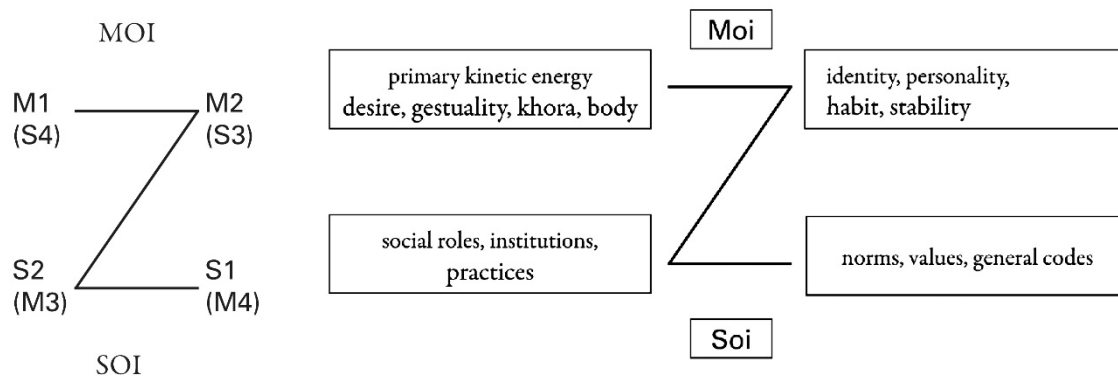 MOI
M1 M2
(S4) (S3)
S2 S1
(M3) (M4)
SOI
Moi
primary kinetic energy
desire, gestuality, khora, body
identity, personality,
habit, stability
social roles, institutions,
practices
norms, values, general codes
Soi